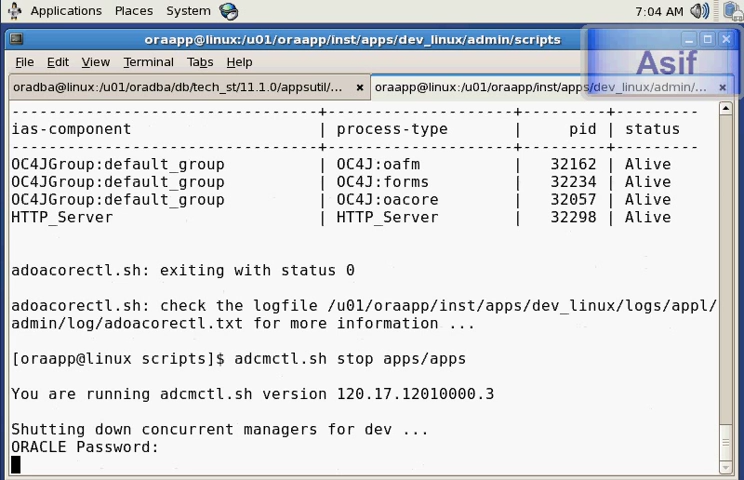 Applications Places System 7:04 AM
oraapp@linux:/u01/oraapp/inst/apps/dev_linux/admin/scripts
Asif
File Edit View Terminal Tabs Help
oradba@linux:/u01/oradba/db/tech_st/11.1.0/appsutil/... oraapp@linux:/u01/oraapp/inst/apps/dev_linux/admin/...
---------------------------------+--------------------+---------+---------
ias-component | process-type | pid | status
---------------------------------+--------------------+---------+---------
OC4JGroup:default_group | OC4J:oafm | 32162 | Alive
OC4JGroup:default_group | OC4J:forms | 32234 | Alive
OC4JGroup:default_group | OC4J:oacore | 32057 | Alive
HTTP_Server | HTTP_Server | 32298 | Alive
adoacorectl.sh: exiting with status 0
adoacorectl.sh: check the logfile /u01/oraapp/inst/apps/dev_linux/logs/appl/
admin/log/adoacorectl.txt for more information ...
[oraapp@linux scripts]$ adcmctl.sh stop apps/apps
You are running adcmctl.sh version 120.17.12010000.3
Shutting down concurrent managers for dev ...
ORACLE Password: